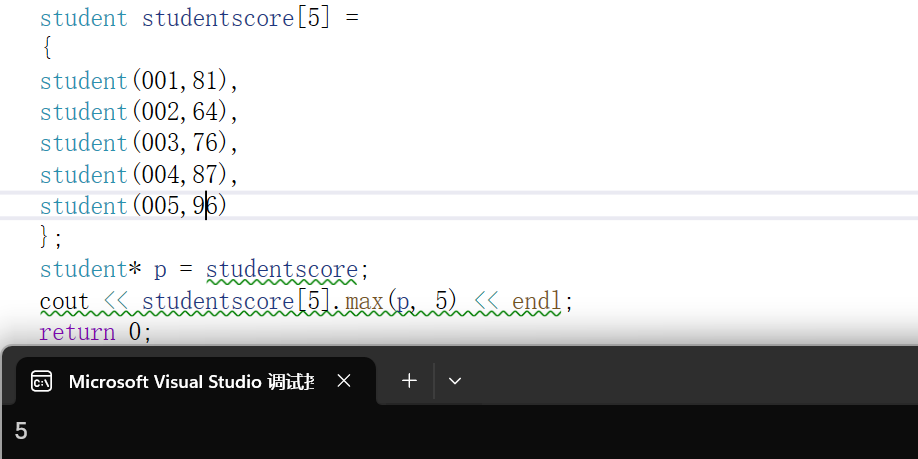 student studentscore[5] =
{
student(001,81),
student(002,64),
student(003,76),
student(004,87),
student(005,96)
};
student* p = studentscore;
cout << studentscore[5].max(p, 5) << endl;
return 0;
Microsoft Visual Studio 调试
5